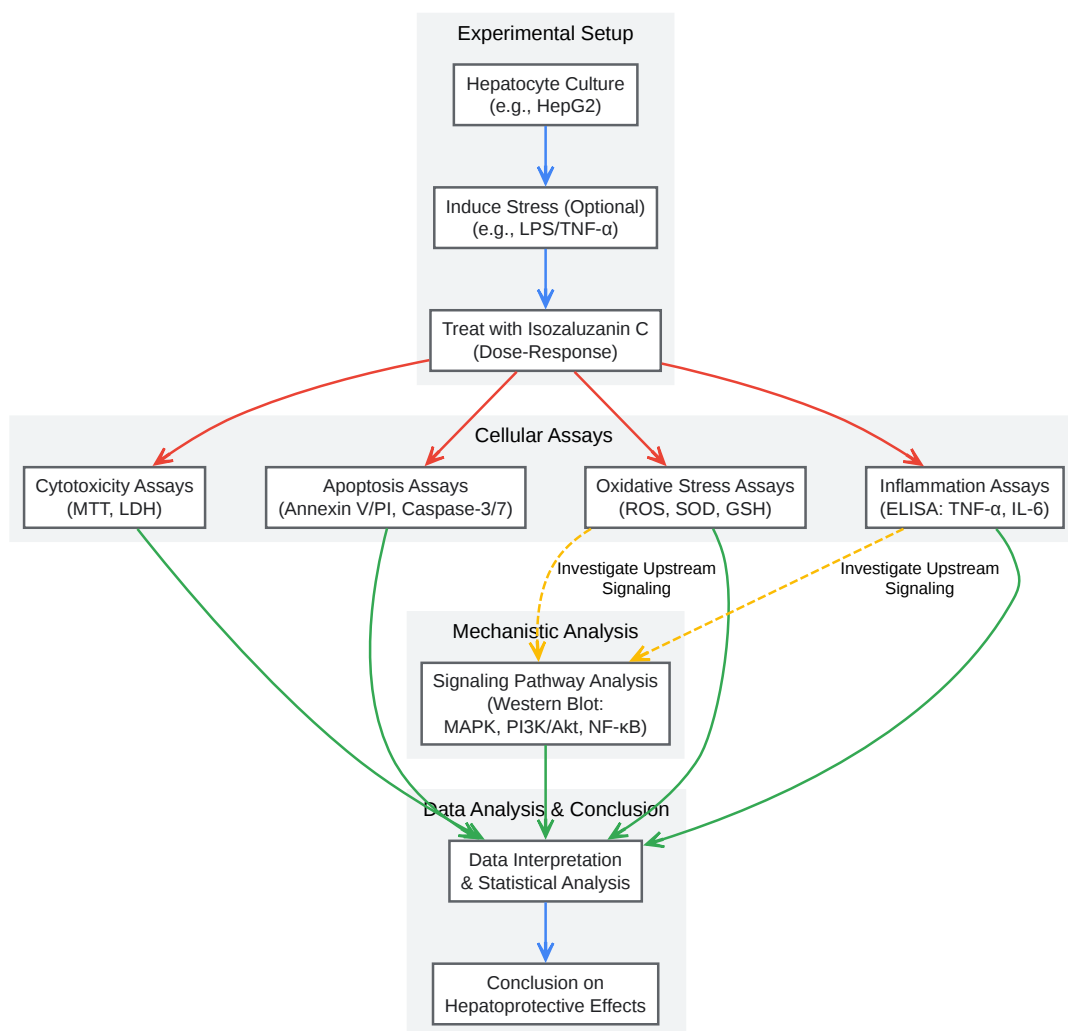 Experimental Setup
Hepatocyte Culture
(e.g., HepG2)
Induce Stress (Optional)
(e.g., LPS/TNF-α)
Treat with Isozaluzanin C
(Dose-Response)
Cellular Assays
Cytotoxicity Assays
(MTT, LDH)
Apoptosis Assays
(Annexin V/PI, Caspase-3/7)
Oxidative Stress Assays
(ROS, SOD, GSH)
Inflammation Assays
(ELISA: TNF-α, IL-6)
Investigate Upstream
Signaling
Investigate Upstream
Signaling
Mechanistic Analysis
Signaling Pathway Analysis
(Western Blot:
MAPK, PI3K/Akt, NF-κB)
Data Analysis & Conclusion
Data Interpretation
& Statistical Analysis
Conclusion on
Hepatoprotective Effects